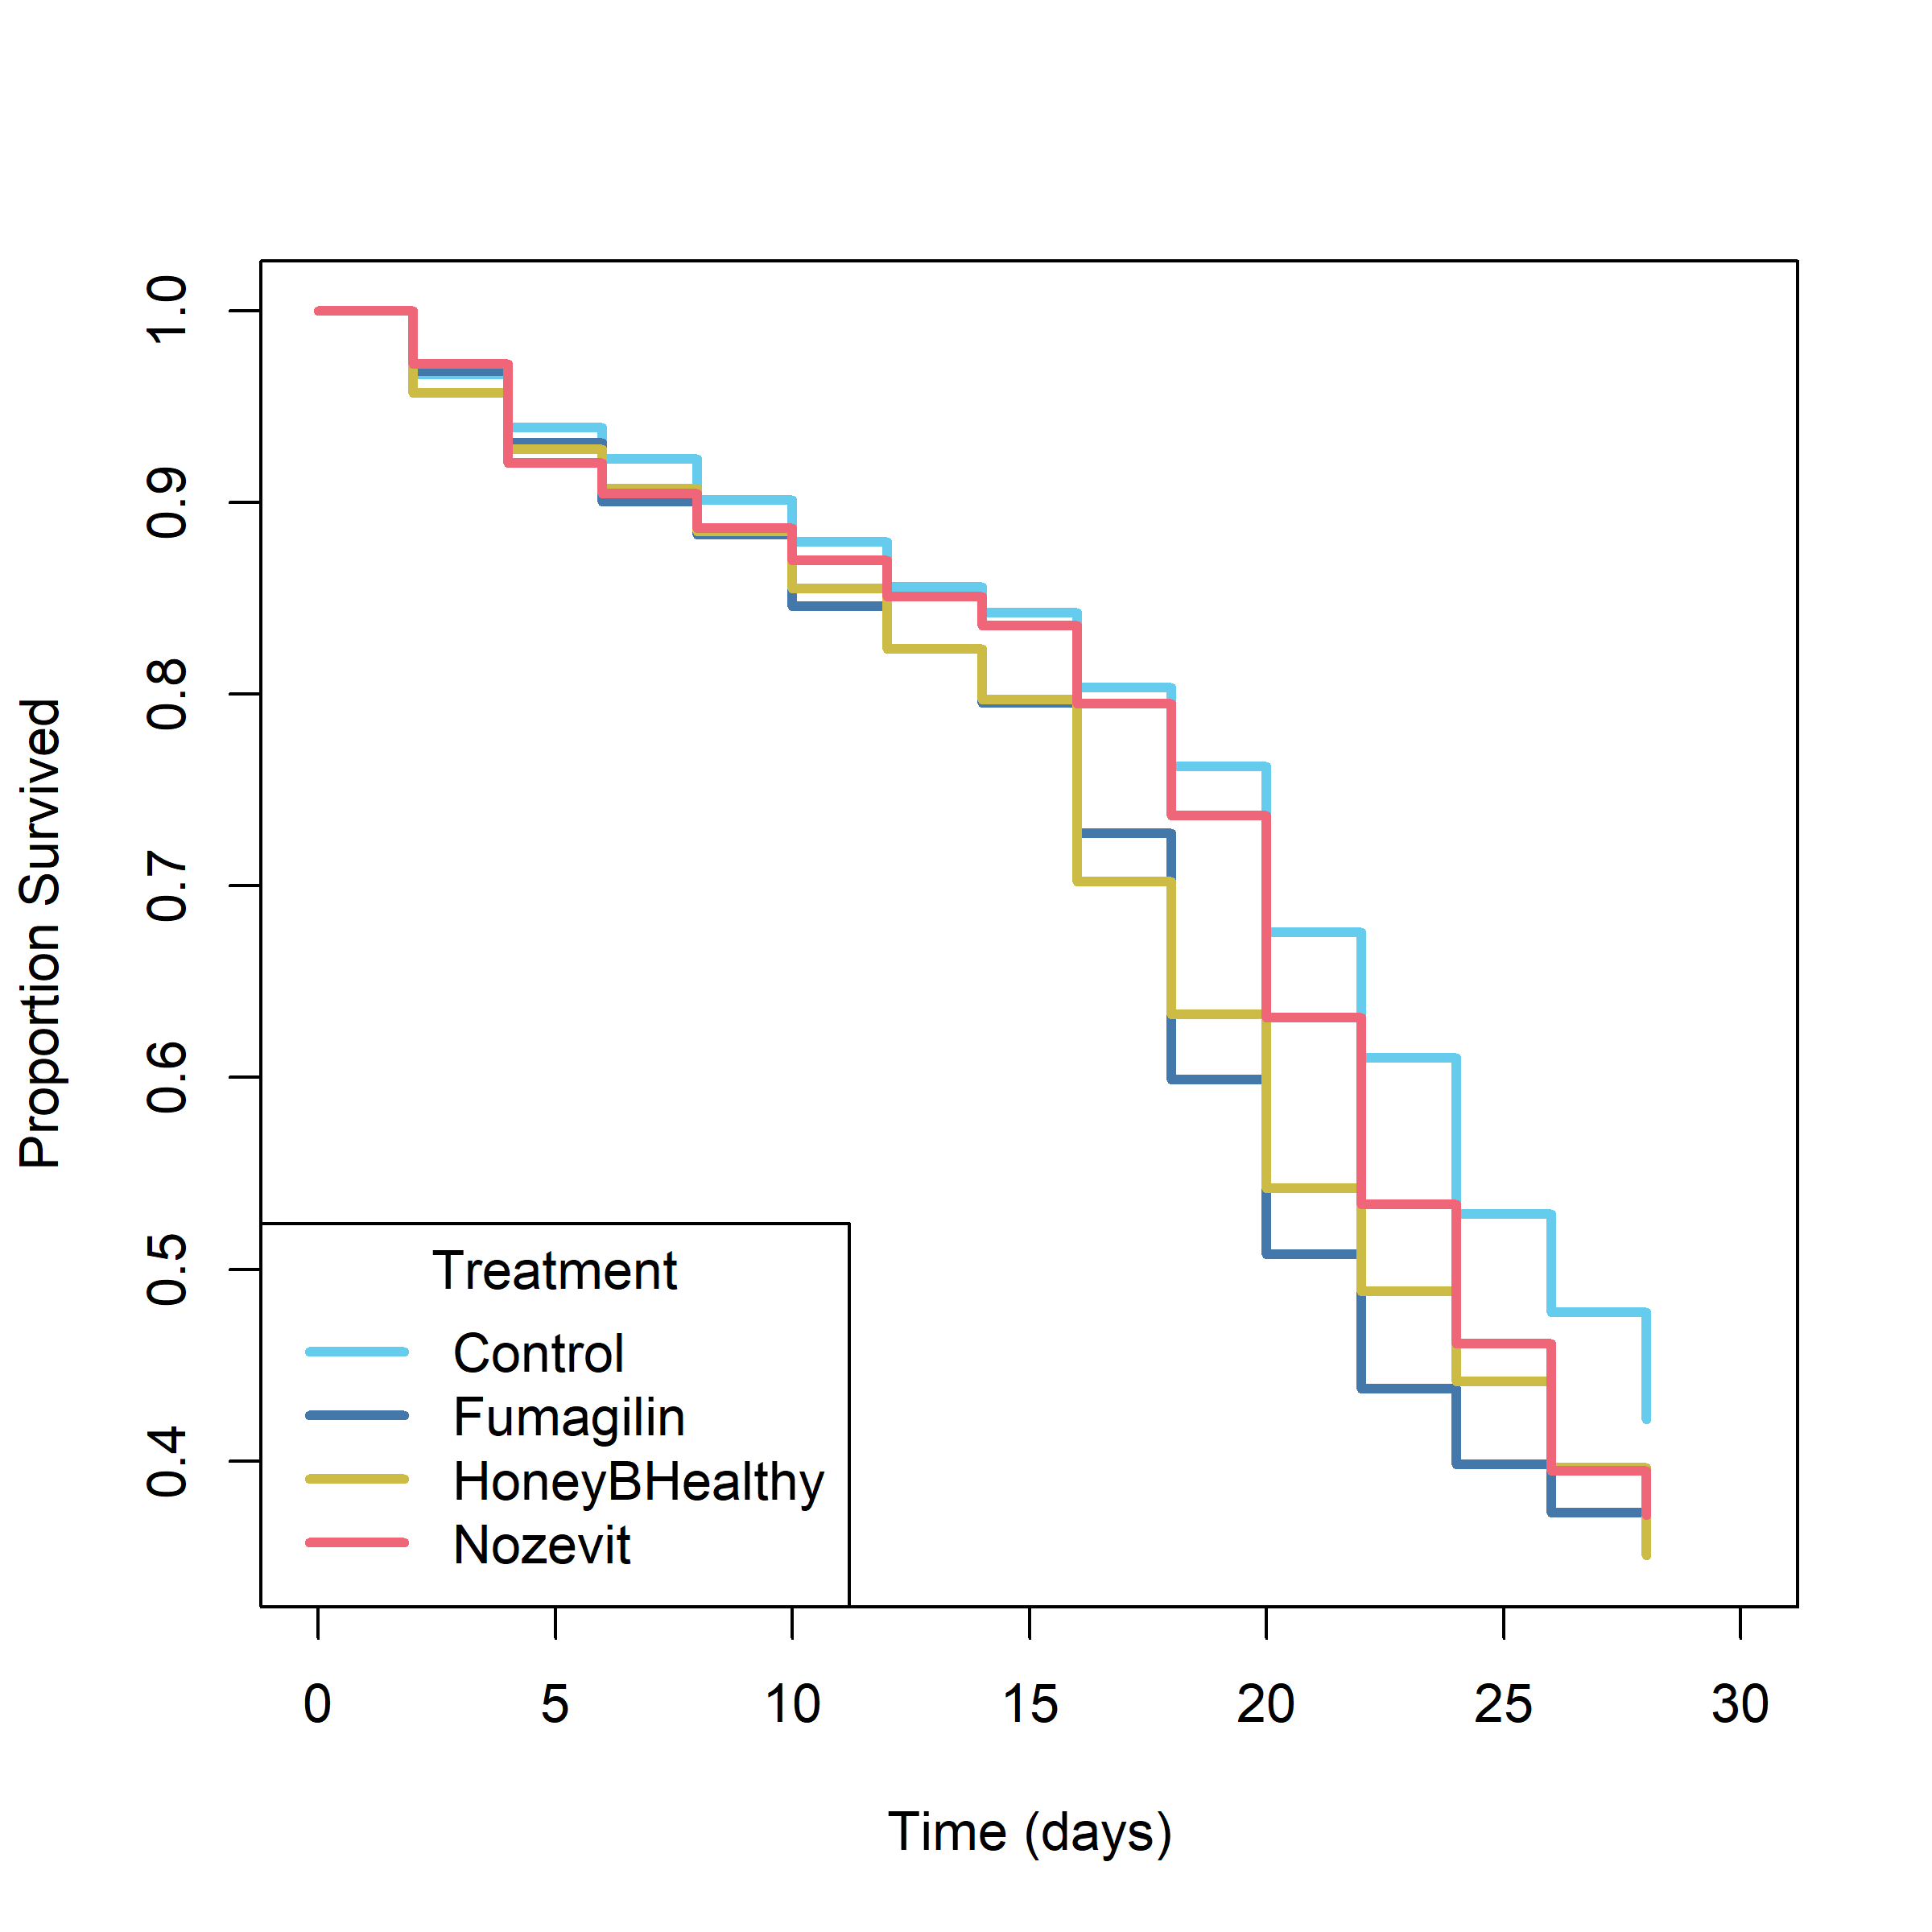 Proportion Survived
1.0
0.9
0.8
0.7
0.6
0.5
0.4
Treatment
Control
Fumagilin
HoneyBHealthy
Nozevit
0 5 10 15 20 25 30
Time (days)